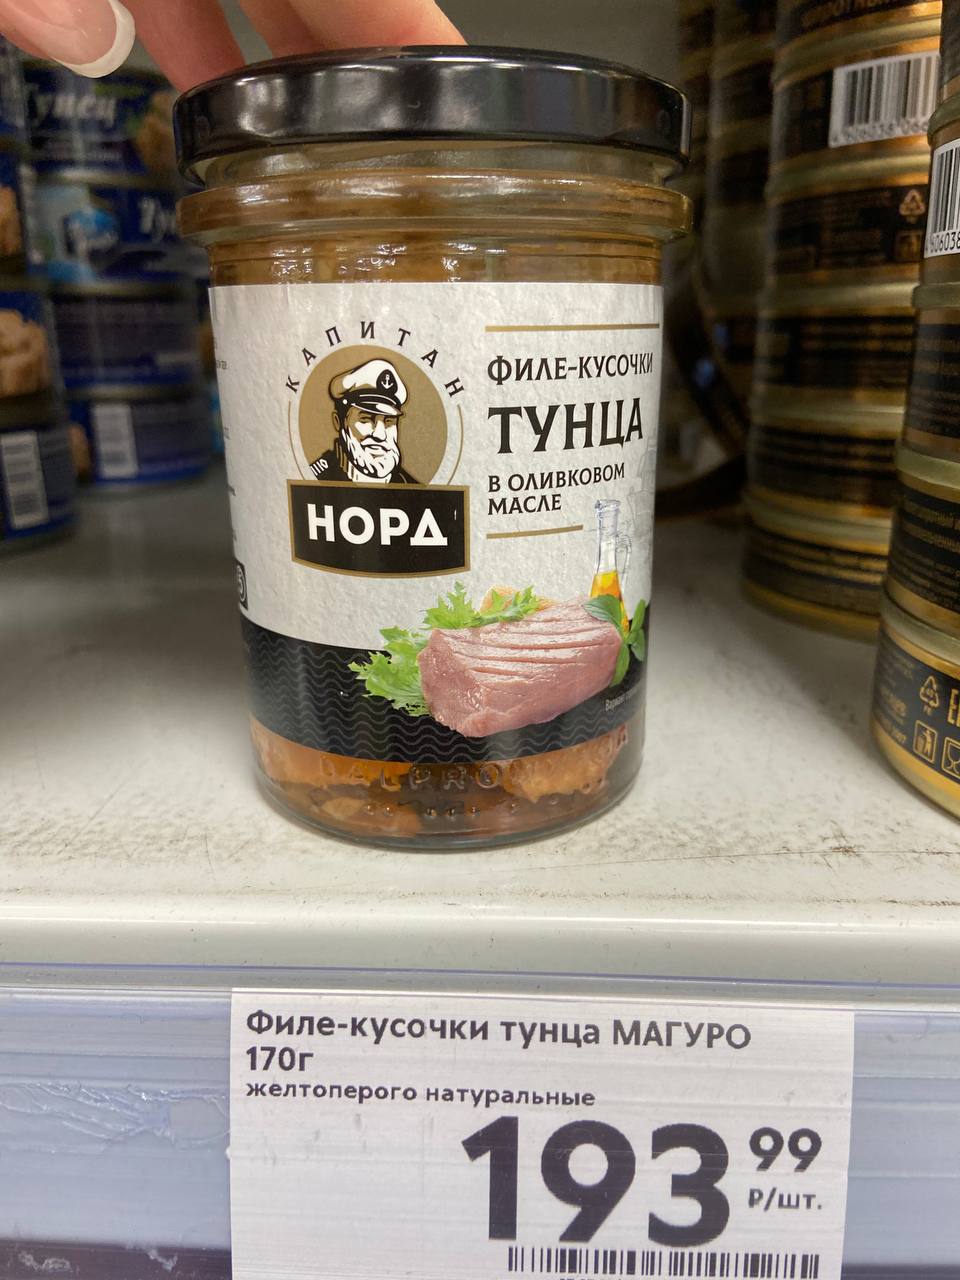 КАПИТАН
НОРД
ФИЛЕ-КУСОЧКИ
ТУНЦА
В ОЛИВКОВОМ
МАСЛЕ
Филе-кусочки тунца МАГУРО
170г
желтоперого натуральные
193 99
₽/шт.